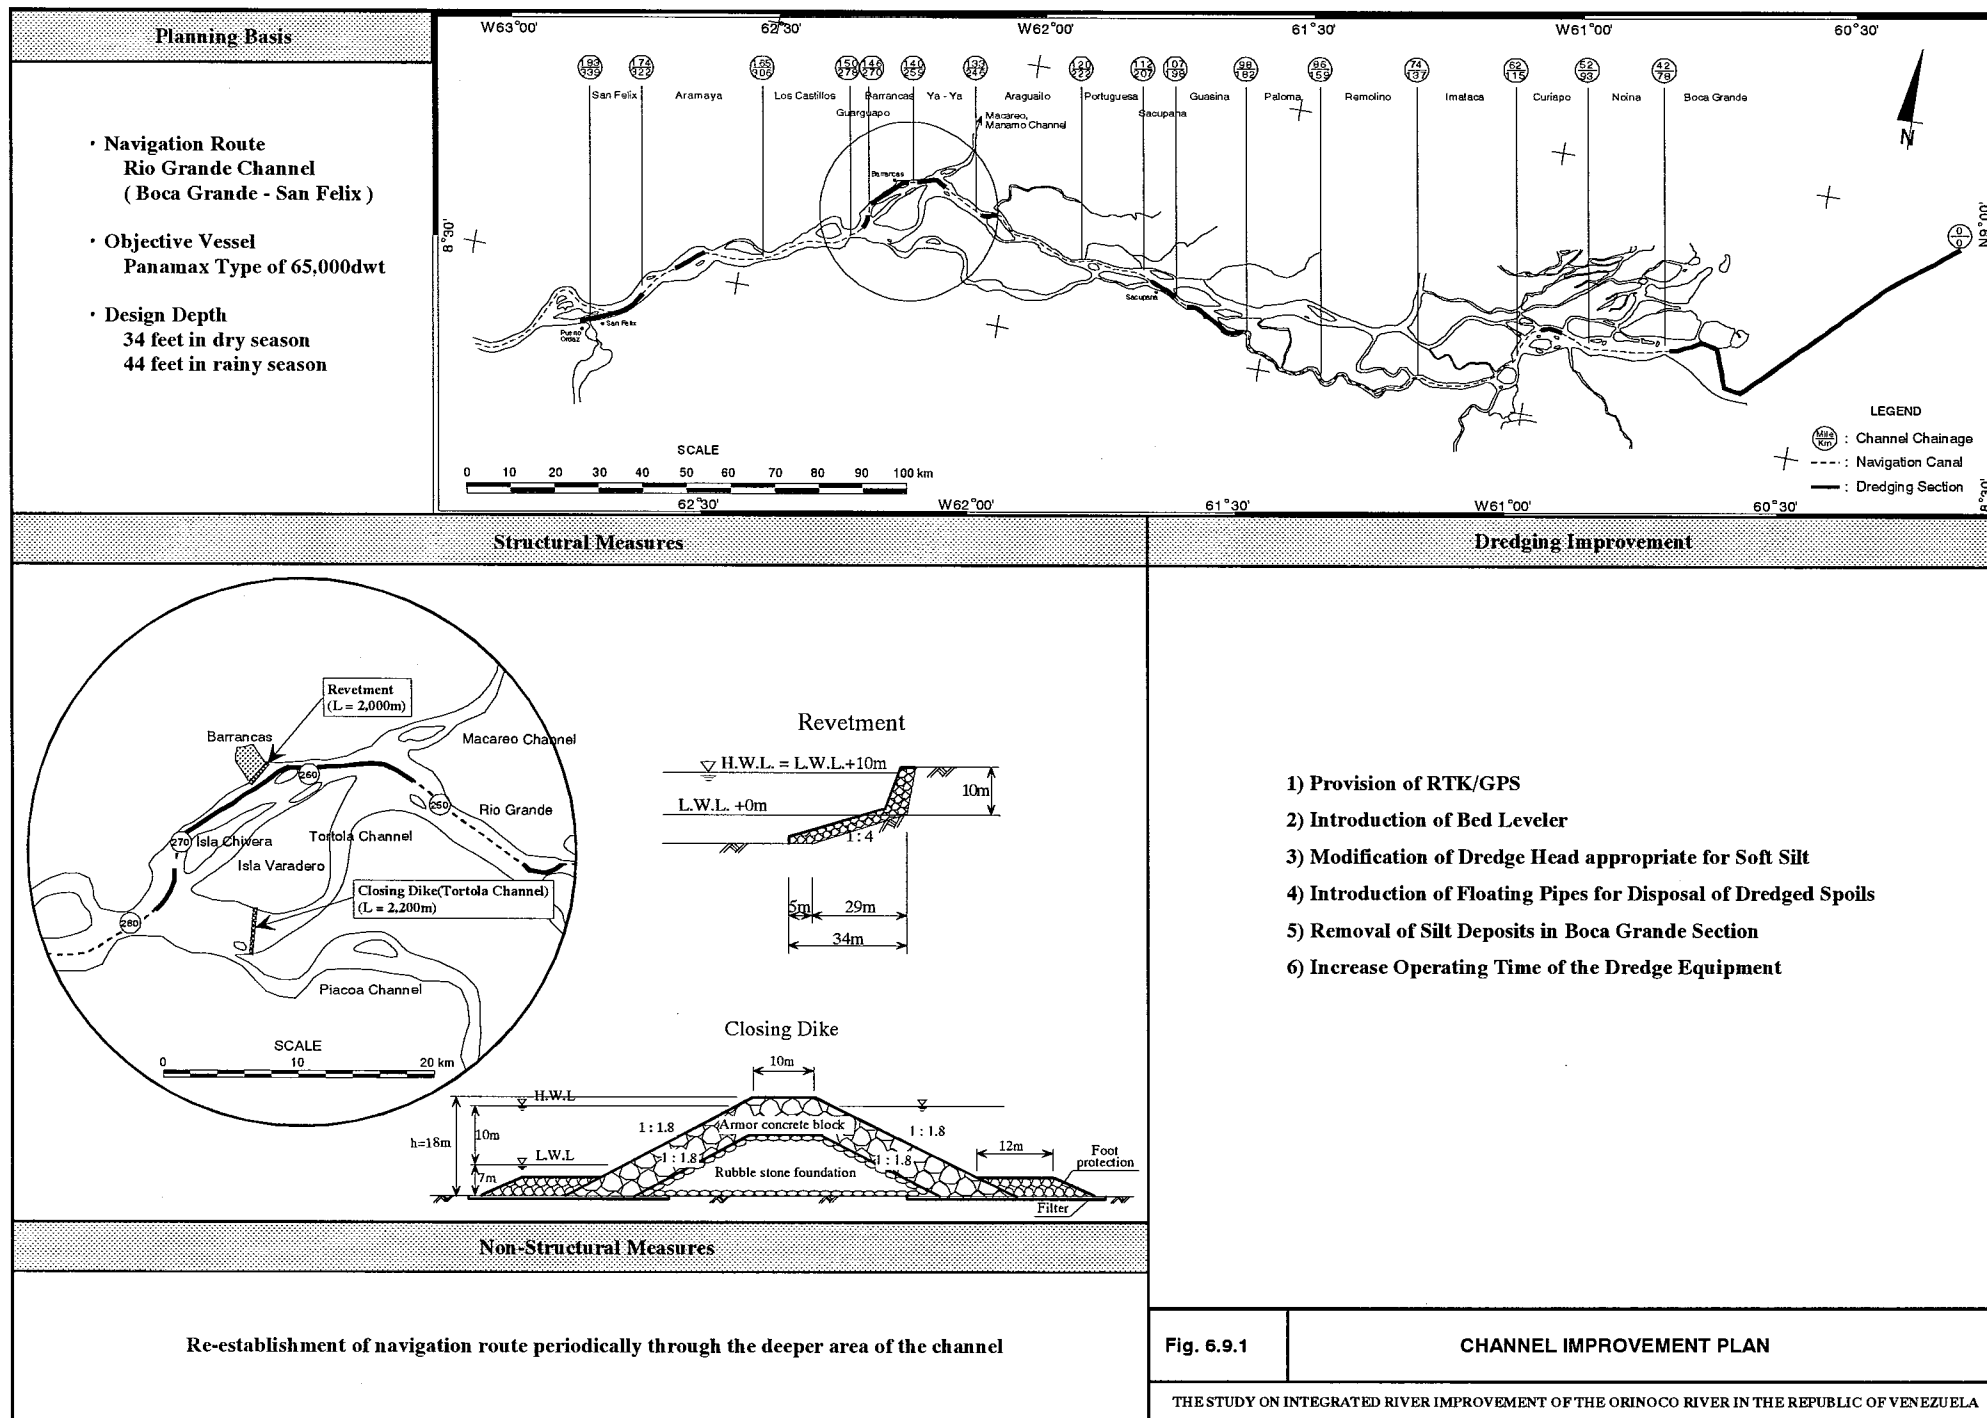 Planning Basis
· Navigation Route
Rio Grande Channel
( Boca Grande - San Felix )
· Objective Vessel
Panamax Type of 65,000dwt
· Design Depth
34 feet in dry season
44 feet in rainy season
W63°00' 62°30' W62°00' 61°30' W61°00' 60°30'
193 174 165 150 146 140 133 120 112 107 98 96 74 62 52 42
339 322 306 278 270 259 246 222 207 198 182 159 137 115 93 78
San Felix Aramaya Los Castillos Barrancas Ya - Ya Araguailo Portuguesa Guasina Paloma Remolino Imataca Curiapo Noina Boca Grande
Guarguapo Sacupana
Macareo,
Manamo Channel
N
Barrancas
8°30'
N9°00'
0
0
Sacupana
San Felix
Puerto
Ordaz
LEGEND
Mile
Km
: Channel Chainage
: Navigation Canal
: Dredging Section
SCALE
0 10 20 30 40 50 60 70 80 90 100 km
8°30'
62°30' W62°00' 61°30' W61°00' 60°30'
Structural Measures
Revetment
(L = 2,000m)
Barrancas
Macareo Channel
260
250
Rio Grande
270
Isla Chivera
Tortola Channel
Isla Varadero
Closing Dike(Tortola Channel)
(L = 2,200m)
280
Piacoa Channel
SCALE
0 10 20 km
Revetment
H.W.L. = L.W.L.+10m
10m
L.W.L. +0m
1 : 4
5m 29m
34m
Closing Dike
10m
H.W.L
h=18m
10m
1 : 1.8
Armor concrete block
1 : 1.8
L.W.L
7m
1 : 1.8
Rubble stone foundation
1 : 1.8
12m
Foot
protection
Filter
Dredging Improvement
1) Provision of RTK/GPS
2) Introduction of Bed Leveler
3) Modification of Dredge Head appropriate for Soft Silt
4) Introduction of Floating Pipes for Disposal of Dredged Spoils
5) Removal of Silt Deposits in Boca Grande Section
6) Increase Operating Time of the Dredge Equipment
Non-Structural Measures
Re-establishment of navigation route periodically through the deeper area of the channel
Fig. 6.9.1
CHANNEL IMPROVEMENT PLAN
THE STUDY ON INTEGRATED RIVER IMPROVEMENT OF THE ORINOCO RIVER IN THE REPUBLIC OF VENEZUELA